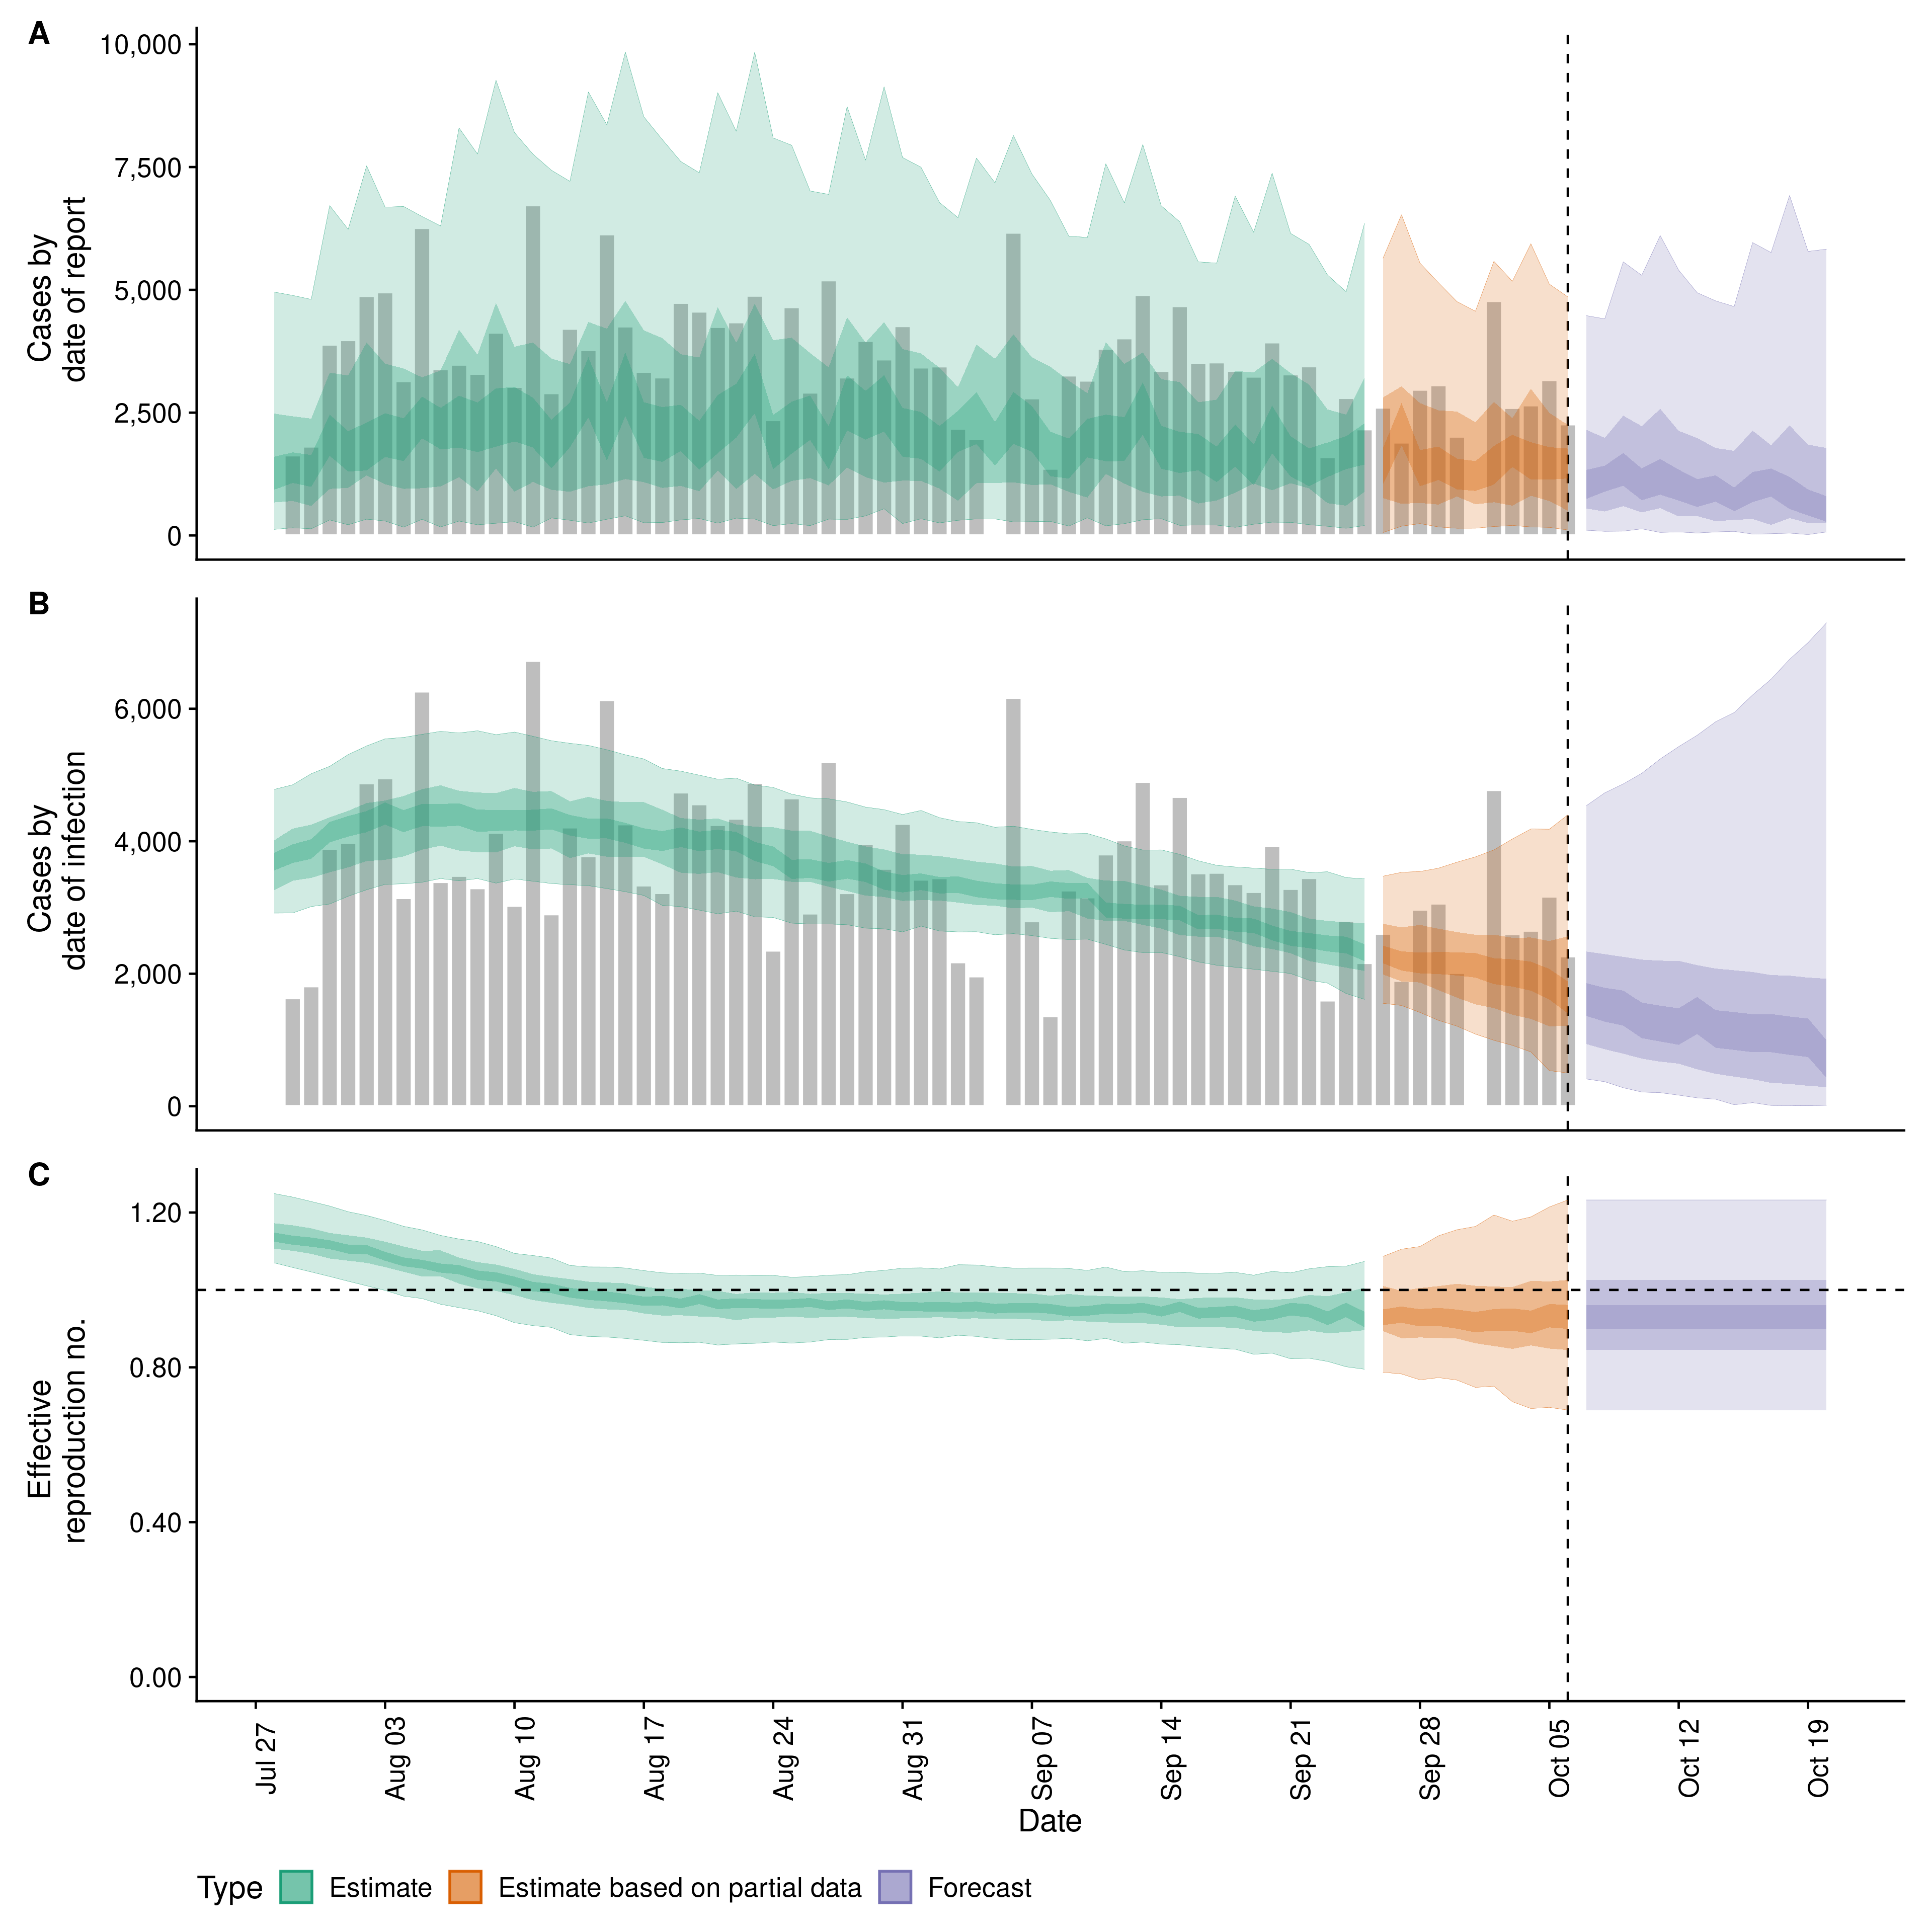 A
10,000
7,500
5,000
2,500
0
Cases by
date of report
B
6,000
4,000
2,000
0
Cases by
date of infection
C
1.20
0.80
0.40
0.00
Effective
reproduction no.
Jul 27
Aug 03
Aug 10
Aug 17
Aug 24
Aug 31
Sep 07
Sep 14
Sep 21
Sep 28
Oct 05
Oct 12
Oct 19
Date
Type Estimate Estimate based on partial data Forecast